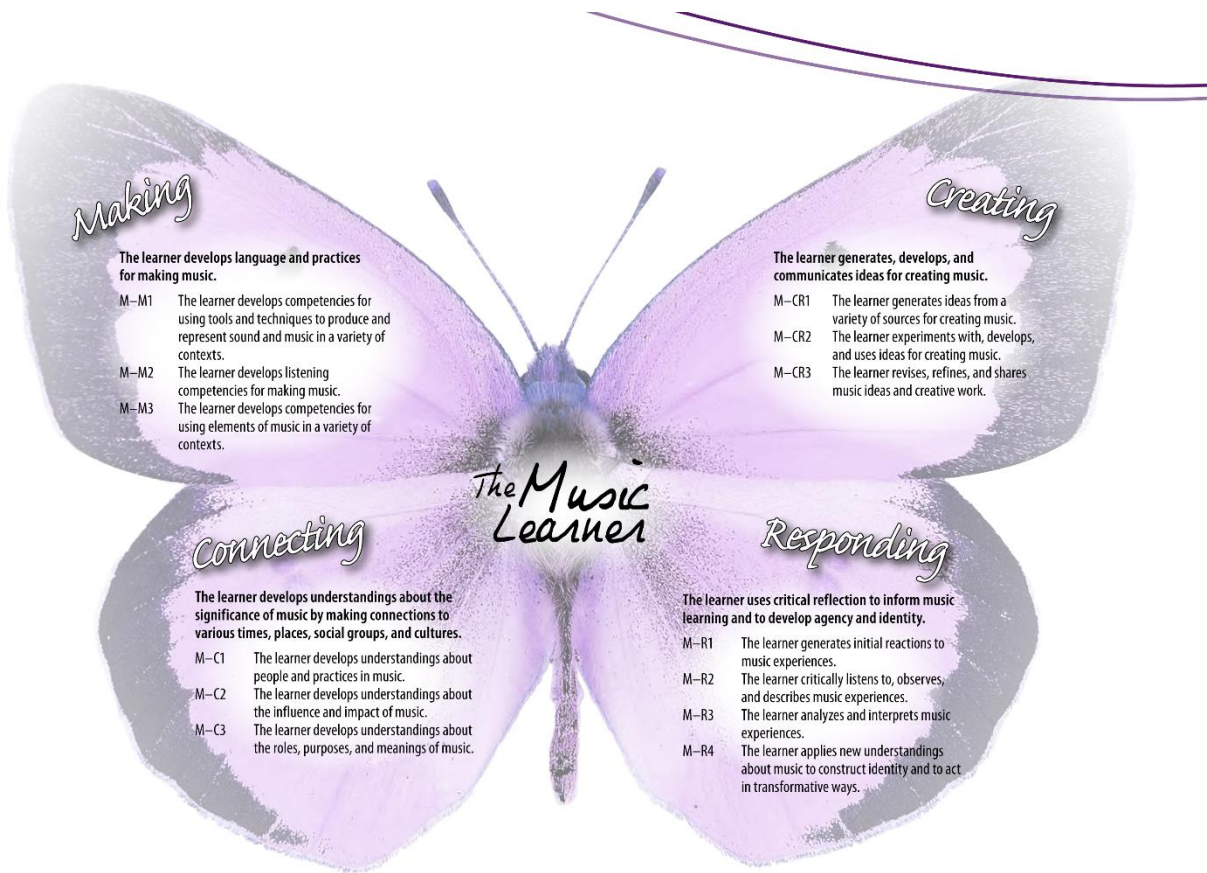 Making
The learner develops language and practices
for making music.
M–M1 The learner develops competencies for
using tools and techniques to produce and
represent sound and music in a variety of
contexts.
M–M2 The learner develops listening
competencies for making music.
M–M3 The learner develops competencies for
using elements of music in a variety of
contexts.
Creating
The learner generates, develops, and
communicates ideas for creating music.
M–CR1 The learner generates ideas from a
variety of sources for creating music.
M–CR2 The learner experiments with, develops,
and uses ideas for creating music.
M–CR3 The learner revises, refines, and shares
music ideas and creative work.
The Music
Learner
Connecting
The learner develops understandings about the
significance of music by making connections to
various times, places, social groups, and cultures.
M–C1 The learner develops understandings about
people and practices in music.
M–C2 The learner develops understandings about
the influence and impact of music.
M–C3 The learner develops understandings about
the roles, purposes, and meanings of music.
Responding
The learner uses critical reflection to inform music
learning and to develop agency and identity.
M–R1 The learner generates initial reactions to
music experiences.
M–R2 The learner critically listens to, observes,
and describes music experiences.
M–R3 The learner analyzes and interprets music
experiences.
M–R4 The learner applies new understandings
about music to construct identity and to act
in transformative ways.